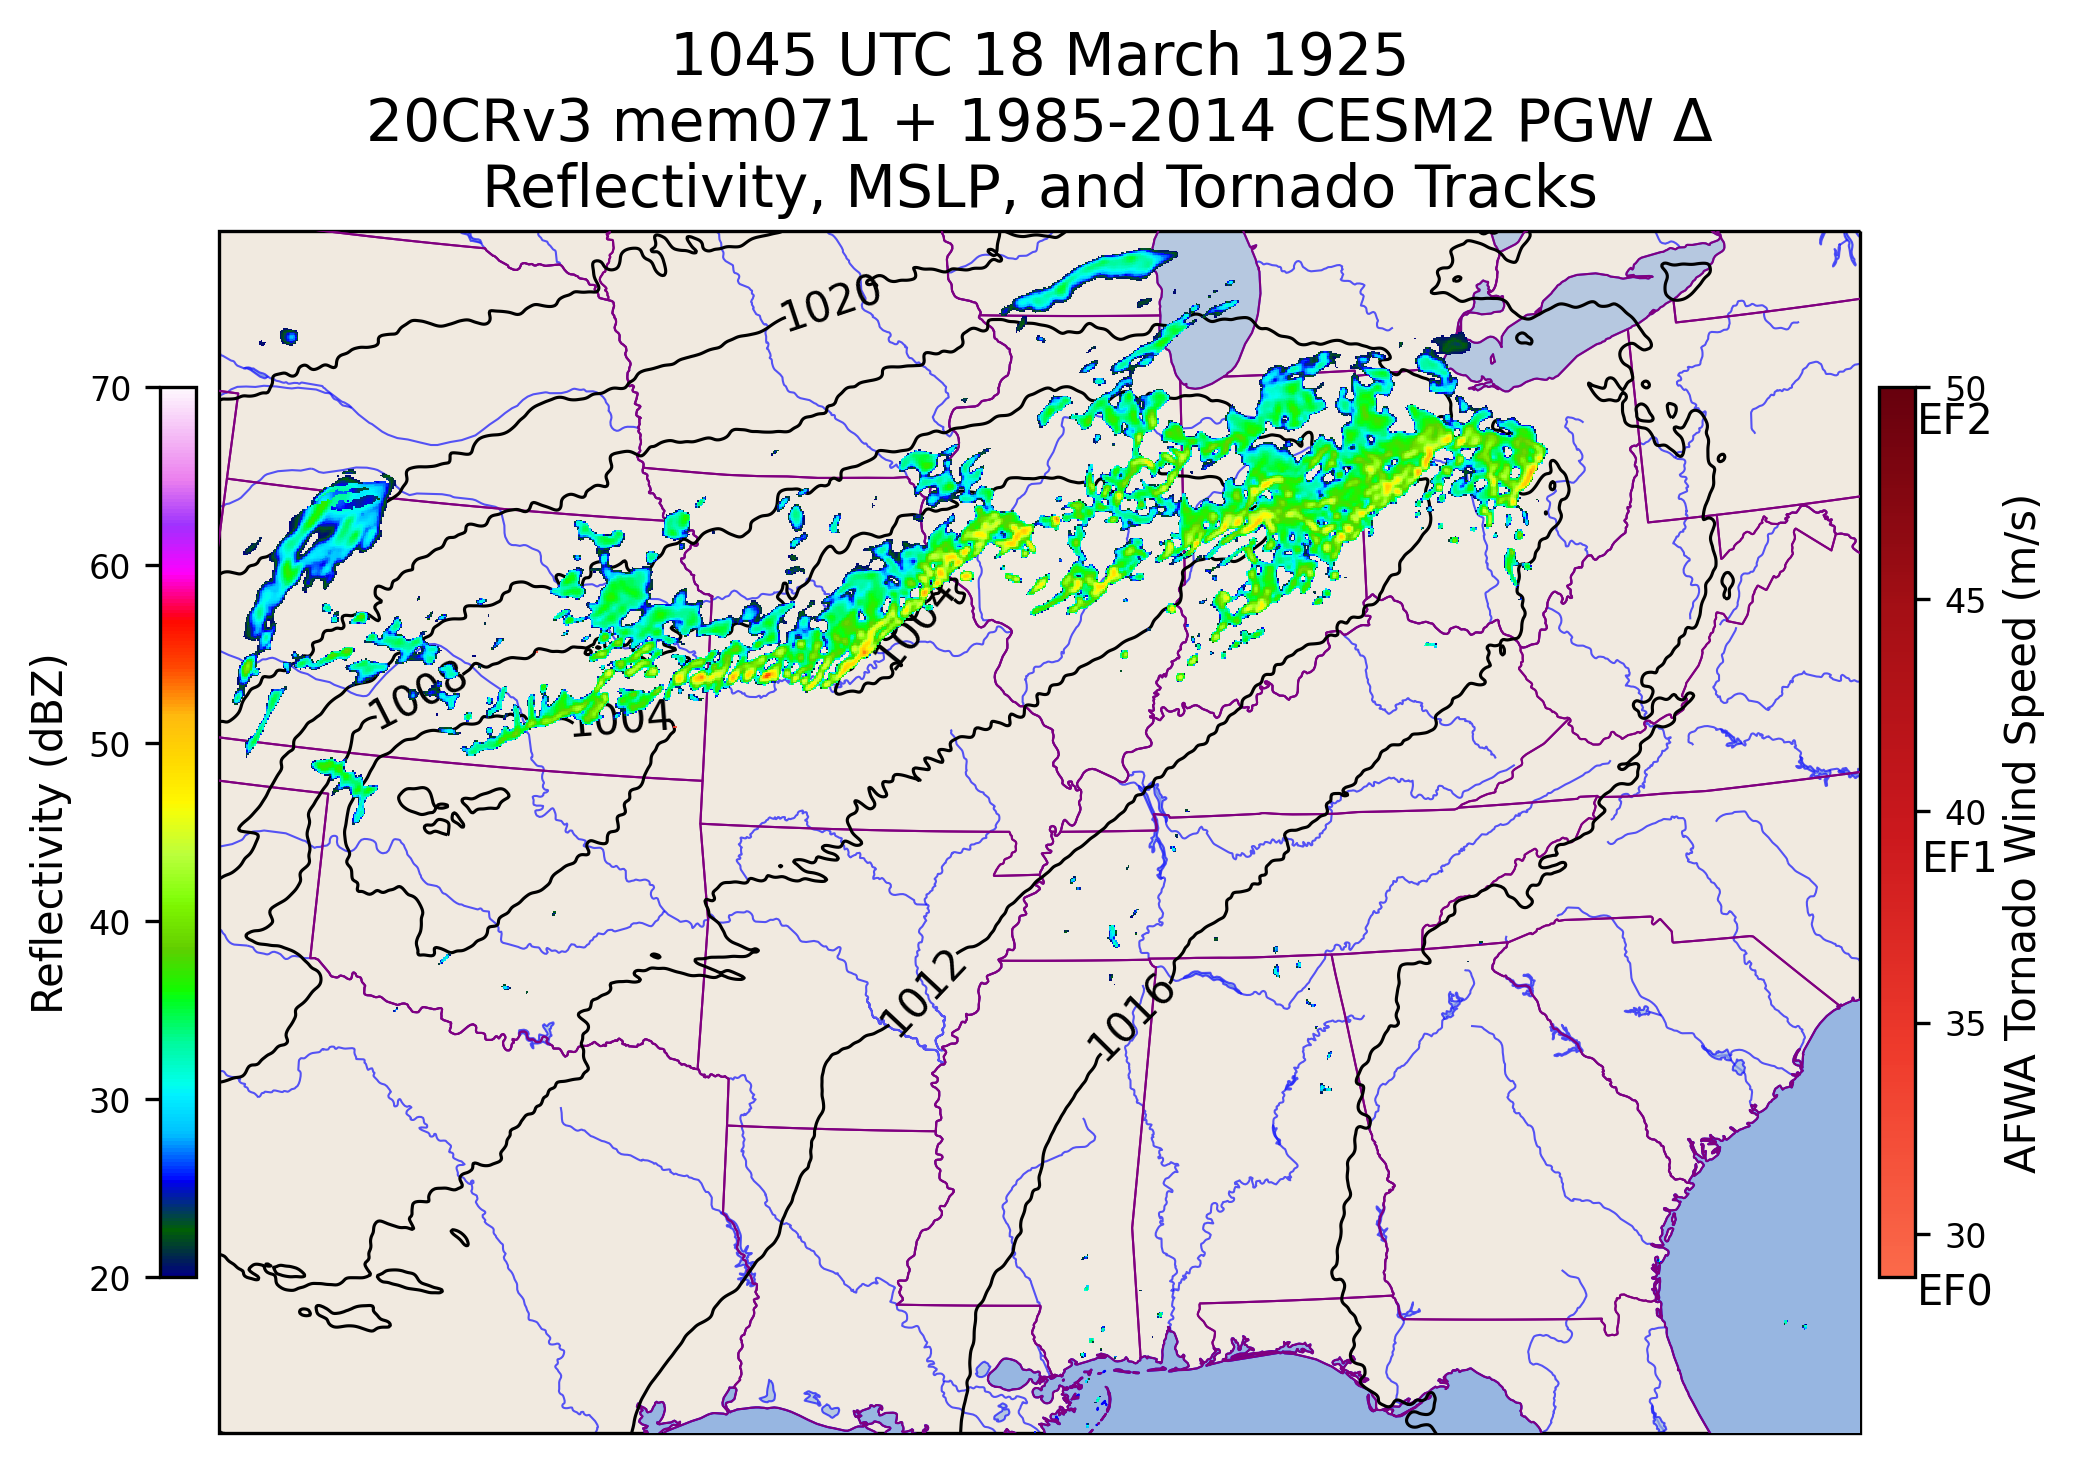 1045 UTC 18 March 1925
20CRv3 mem071 + 1985-2014 CESM2 PGW Δ
Reflectivity, MSLP, and Tornado Tracks
70
60
50
40
30
20
Reflectivity (dBZ)
1020
1008
1004
1004
1012
1016
50
EF2
45
40
EF1
35
30
EF0
AFWA Tornado Wind Speed (m/s)